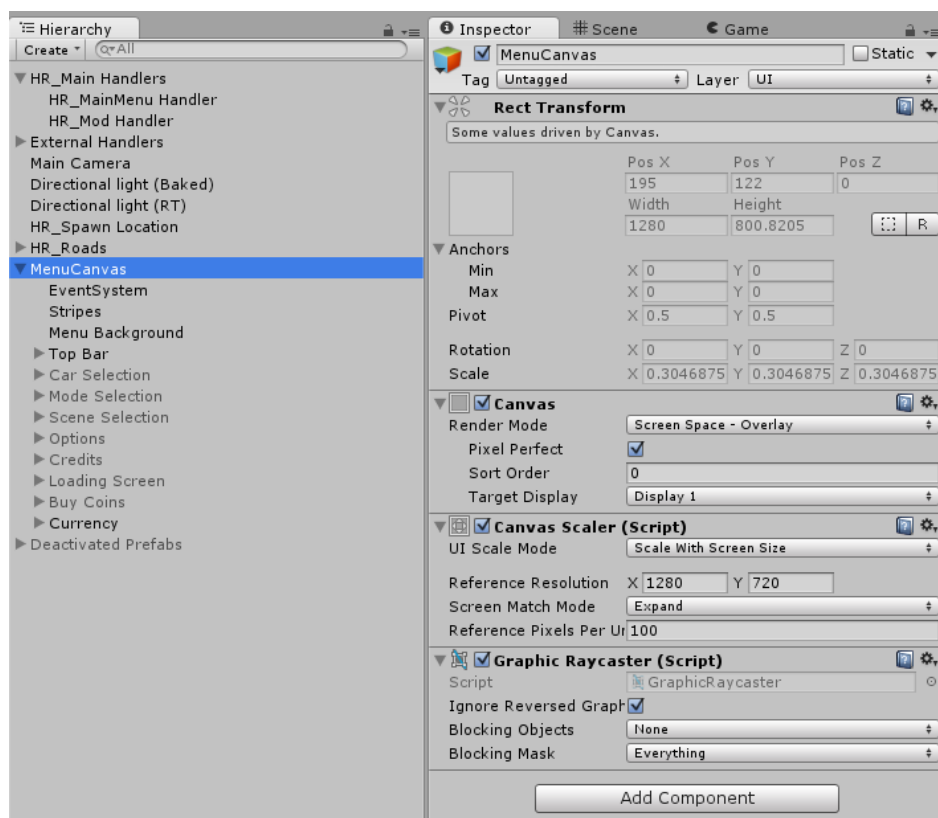 Hierarchy
Create All
HR_Main Handlers
HR_MainMenu Handler
HR_Mod Handler
External Handlers
Main Camera
Directional light (Baked)
Directional light (RT)
HR_Spawn Location
HR_Roads
MenuCanvas
EventSystem
Stripes
Menu Background
Top Bar
Car Selection
Mode Selection
Scene Selection
Options
Credits
Loading Screen
Buy Coins
Currency
Deactivated Prefabs
Inspector Scene Game
MenuCanvas Static
Tag Untagged Layer UI
Rect Transform
Some values driven by Canvas.
Pos X Pos Y Pos Z
195 122 0
Width Height
1280 800.8205 R
Anchors
Min X 0 Y 0
Max X 0 Y 0
Pivot X 0.5 Y 0.5
Rotation X 0 Y 0 Z 0
Scale X 0.3046875 Y 0.3046875 Z 0.3046875
Canvas
Render Mode Screen Space - Overlay
Pixel Perfect
Sort Order 0
Target Display Display 1
Canvas Scaler (Script)
UI Scale Mode Scale With Screen Size
Reference Resolution X 1280 Y 720
Screen Match Mode Expand
Reference Pixels Per Ur 100
Graphic Raycaster (Script)
Script GraphicRaycaster
Ignore Reversed Graph
Blocking Objects None
Blocking Mask Everything
Add Component